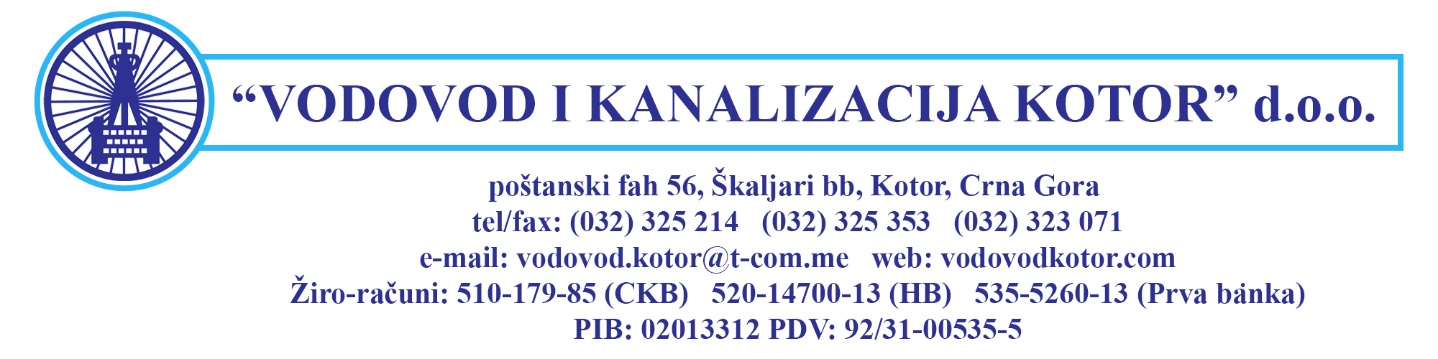 “VODOVOD I KANALIZACIJA KOTOR” d.o.o.
poštanski fah 56, Škaljari bb, Kotor, Crna Gora
tel/fax: (032) 325 214   (032) 325 353   (032) 323 071
e-mail: vodovod.kotor@t-com.me   web: vodovodkotor.com
Žiro-računi: 510-179-85 (CKB)   520-14700-13 (HB)   535-5260-13 (Prva banka)
PIB: 02013312 PDV: 92/31-00535-5